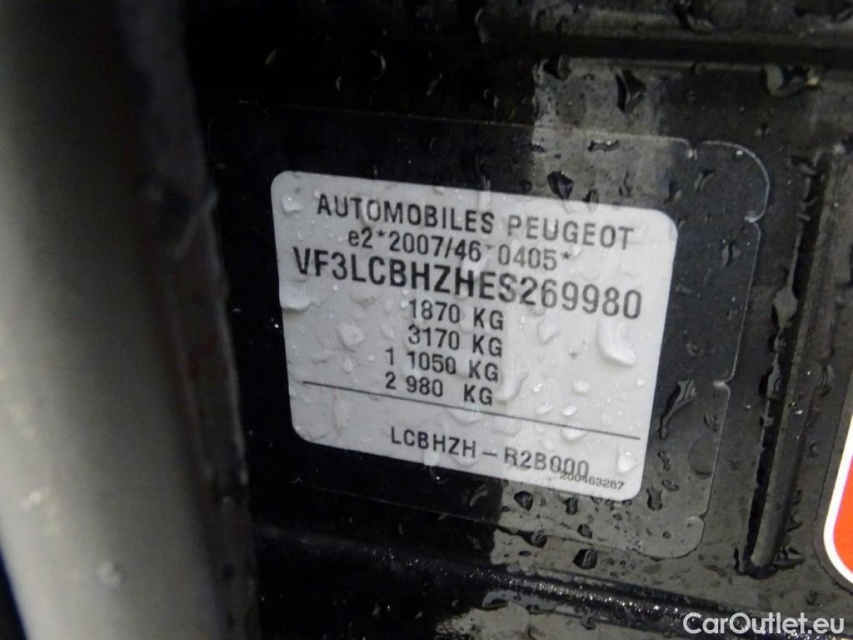 AUTOMOBILES PEUGEOT
e2*2007/46*0405*
VF3LCBHZHES269980
1870 KG
3170 KG
1 1050 KG
2 980 KG
LCBHZH-R2B000
200463287
CarOutlet.eu